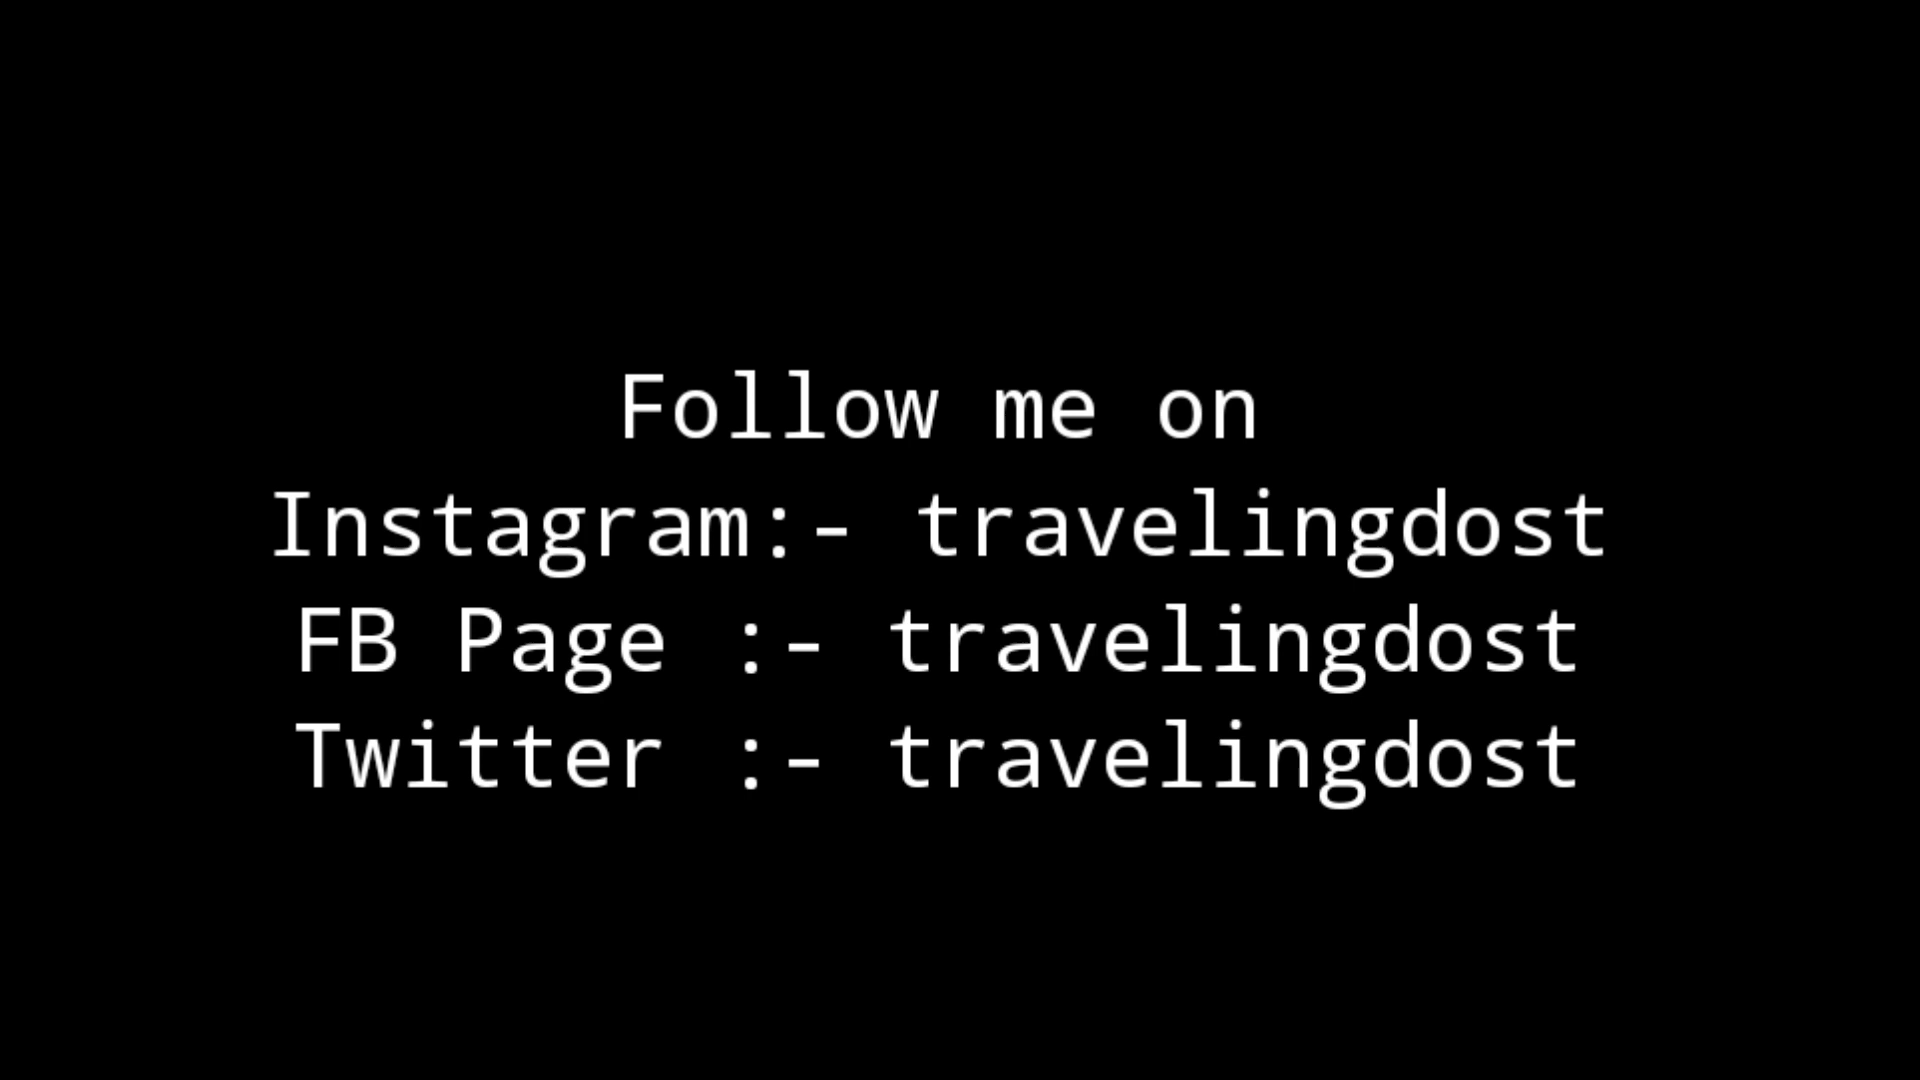 Follow me on
Instagram:- travelingdost
FB Page :- travelingdost
Twitter :- travelingdost